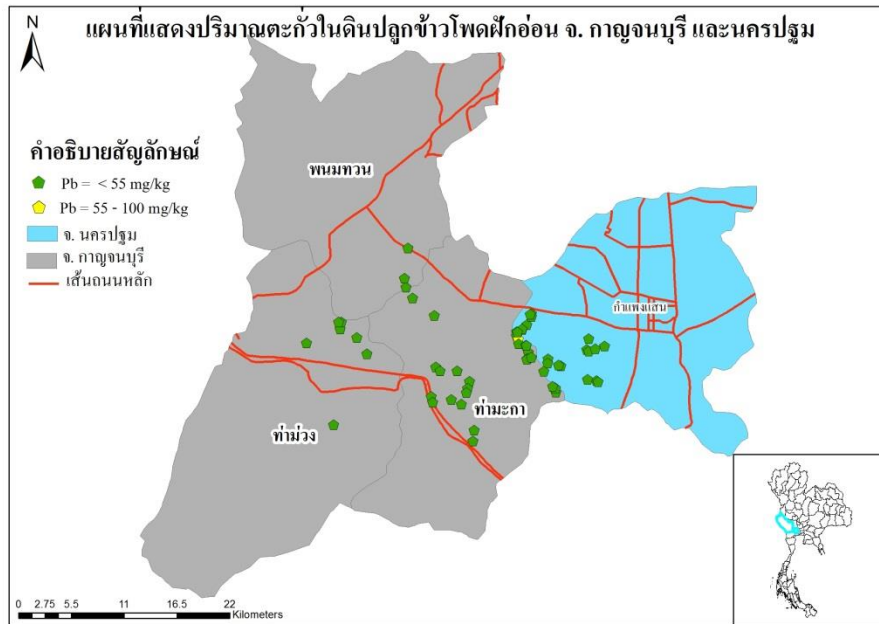 แผนที่แสดงปริมาณตะกั่วในดินปลูกข้าวโพดฝักอ่อน จ. กาญจนบุรี และนครปฐม
N
คำอธิบายสัญลักษณ์
Pb = < 55 mg/kg
Pb = 55 - 100 mg/kg
จ. นครปฐม
จ. กาญจนบุรี
เส้นถนนหลัก
พนมทวน
กำแพงแสน
ท่ามะกา
ท่าม่วง
0 2.75 5.5 11 16.5 22
Kilometers